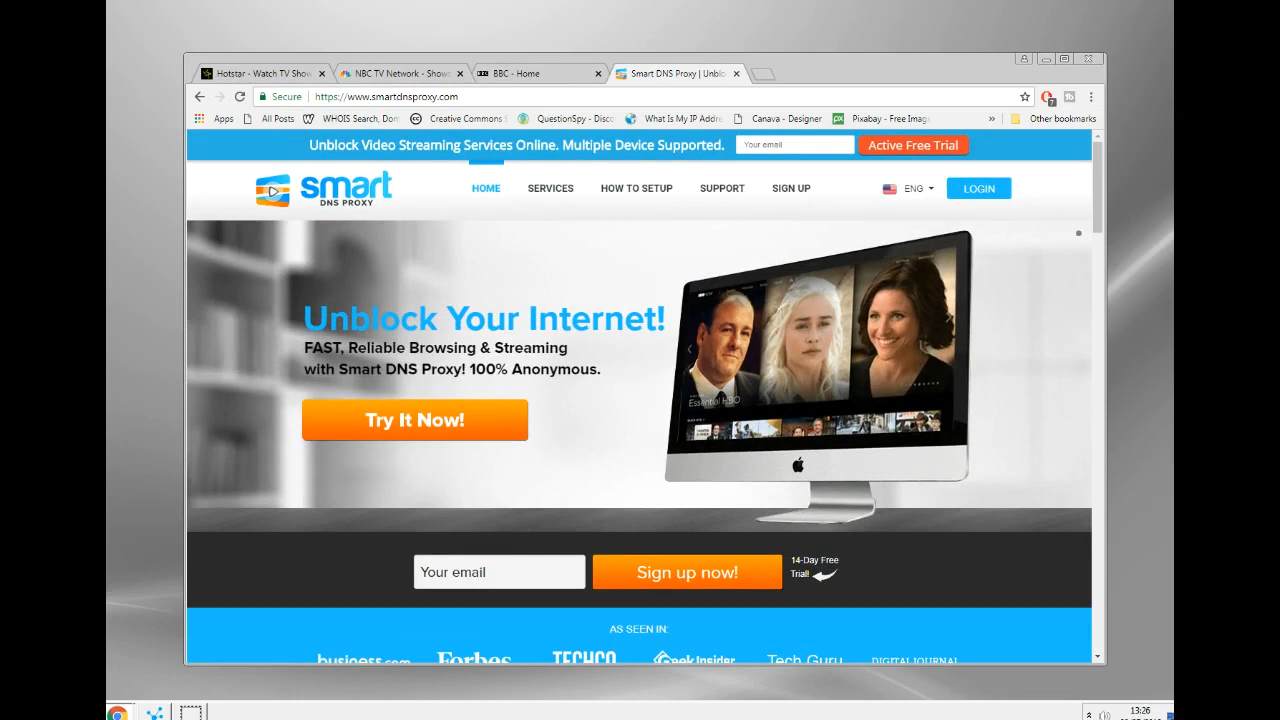 Hotstar - Watch TV Show
NBC TV Network - Shows
BBC - Home
Smart DNS Proxy | Unblo
Secure
https://www.smartdnsproxy.com
7
Apps
All Posts
WHOIS Search, Dom
Creative Commons S
QuestionSpy - Disco
What Is My IP Addre
Canava - Designer
Pixabay - Free Imag
»
Other bookmarks
Unblock Video Streaming Services Online. Multiple Device Supported.
Your email
Active Free Trial
smart
DNS PROXY
HOME
SERVICES
HOW TO SETUP
SUPPORT
SIGN UP
ENG
LOGIN
Unblock Your Internet!
FAST, Reliable Browsing & Streaming
with Smart DNS Proxy! 100% Anonymous.
Try It Now!
Essential HBO
Your email
Sign up now!
14-Day Free
Trial!
AS SEEN IN:
business.com
Forbes
TECHCO
Geek Insider
Tech Guru
DIGITAL JOURNAL
13:26